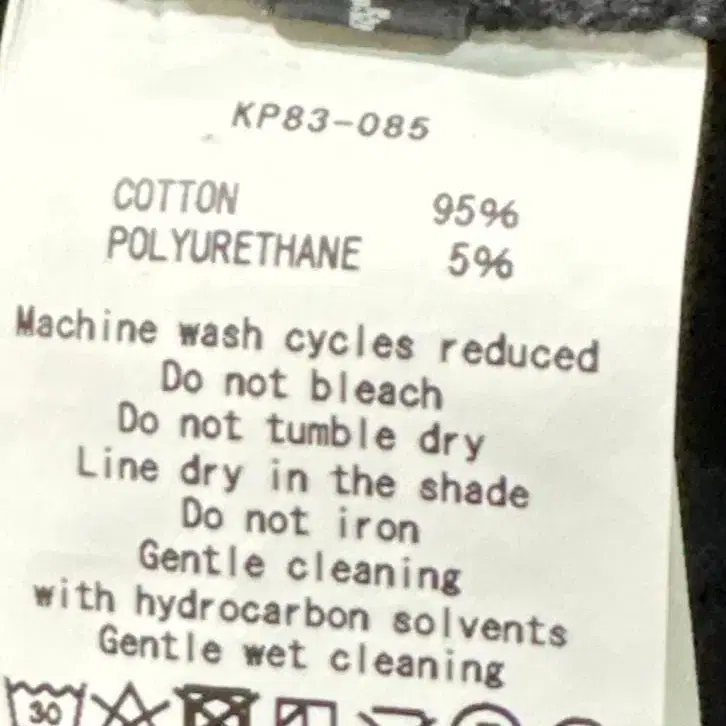 KP83-085
COTTON 95%
POLYURETHANE 5%
Machine wash cycles reduced
Do not bleach
Do not tumble dry
Line dry in the shade
Do not iron
Gentle cleaning
with hydrocarbon solvents
Gentle wet cleaning
30